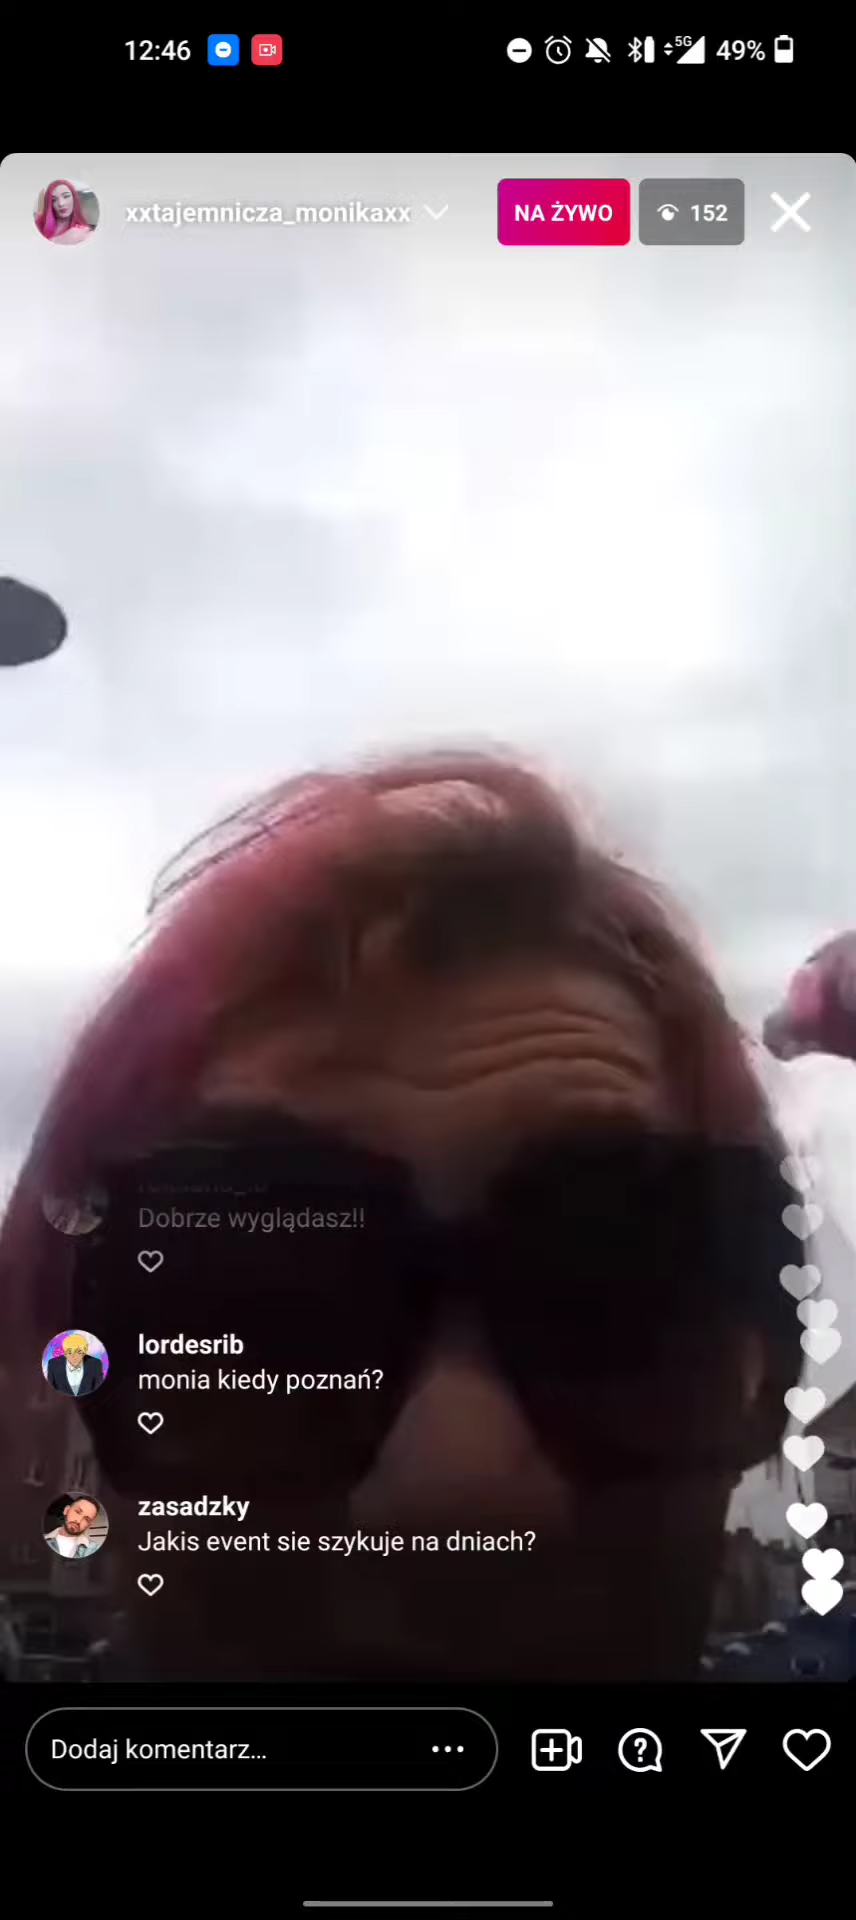 12:46
5G
49%
xxtajemnicza_monikaxx
NA ŻYWO
152
Dobrze wyglądasz!!
lordesrib
monia kiedy poznań?
zasadzky
Jakis event sie szykuje na dniach?
Dodaj komentarz...